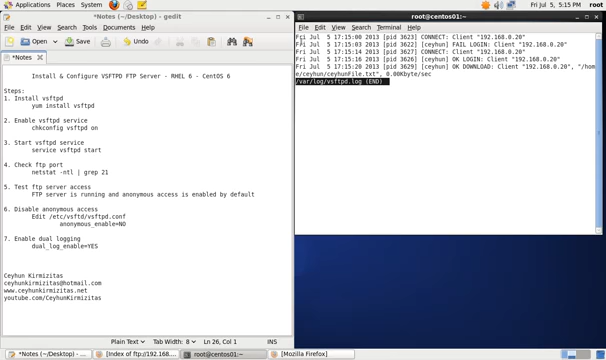 Applications Places System
Fri Jul 5, 5:15 PM root
*Notes (~/Desktop) - gedit
File Edit View Search Tools Documents Help
Open Save Undo
*Notes
Install & Configure VSFTPD FTP Server - RHEL 6 - CentOS 6
Steps:
1. Install vsftpd
yum install vsftpd
2. Enable vsftpd service
chkconfig vsftpd on
3. Start vsftpd service
service vsftpd start
4. Check ftp port
netstat -ntl | grep 21
5. Test ftp server access
FTP server is running and anonymous access is enabled by default
6. Disable anonymous access
Edit /etc/vsftd/vsftpd.conf
anonymous_enable=NO
7. Enable dual logging
dual_log_enable=YES
Ceyhun Kirmizitas
ceyhunkirmizitas@hotmail.com
www.ceyhunkirmizitas.net
youtube.com/CeyhunKirmizitas
Plain Text Tab Width: 8 Ln 26, Col 1 INS
root@centos01:~
File Edit View Search Terminal Help
Fri Jul 5 17:15:00 2013 [pid 3623] CONNECT: Client "192.168.0.20"
Fri Jul 5 17:15:03 2013 [pid 3622] [ceyhun] FAIL LOGIN: Client "192.168.0.20"
Fri Jul 5 17:15:14 2013 [pid 3627] CONNECT: Client "192.168.0.20"
Fri Jul 5 17:15:16 2013 [pid 3626] [ceyhun] OK LOGIN: Client "192.168.0.20"
Fri Jul 5 17:15:20 2013 [pid 3629] [ceyhun] OK DOWNLOAD: Client "192.168.0.20", "/hom
e/ceyhun/ceyhunFile.txt", 0.00Kbyte/sec
/var/log/vsftpd.log (END)
*Notes (~/Desktop) - ... [Index of ftp://192.168.... root@centos01:~ [Mozilla Firefox]